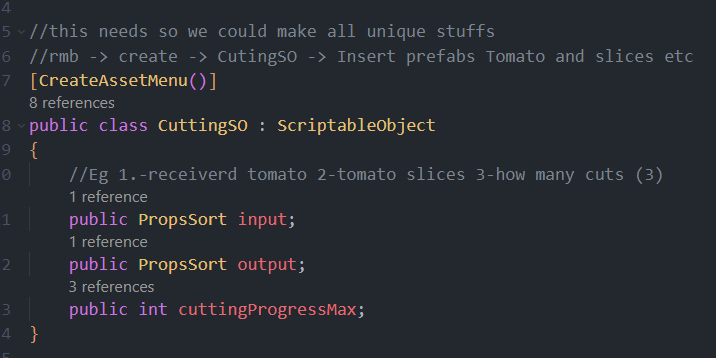 4
5 //this needs so we could make all unique stuffs
6 //rmb -> create -> CutingSO -> Insert prefabs Tomato and slices etc
7 [CreateAssetMenu()]
8 references
8 public class CuttingSO : ScriptableObject
9 {
0 //Eg 1.-receiverd tomato 2-tomato slices 3-how many cuts (3)
1 reference
1 public PropsSort input;
1 reference
2 public PropsSort output;
3 references
3 public int cuttingProgressMax;
4 }